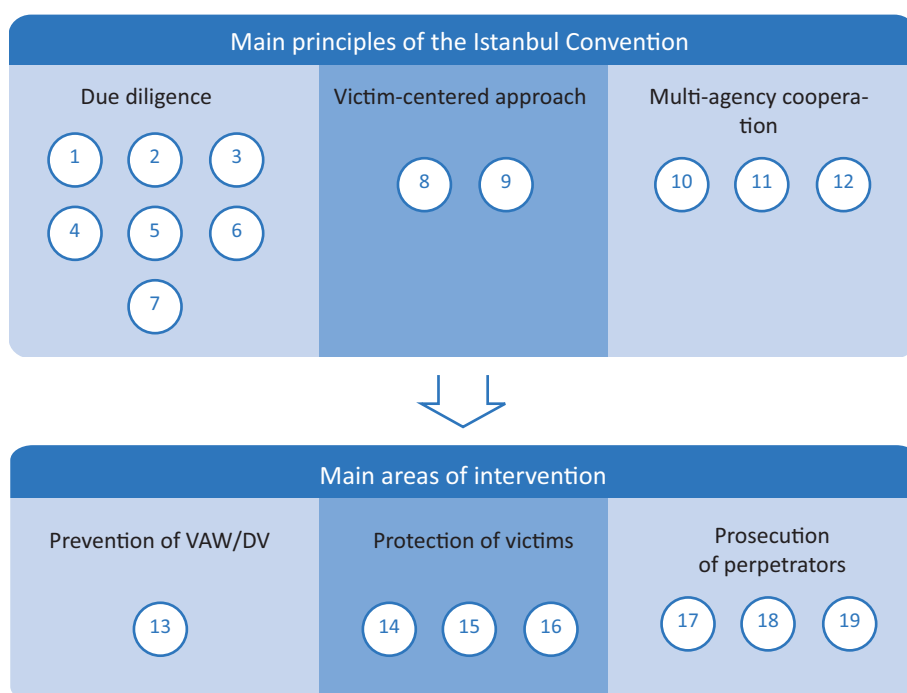 Main principles of the Istanbul Convention
Due diligence
Victim-centered approach
Multi-agency coopera-
tion
1 2 3
8 9
10 11 12
4 5 6
7
Main areas of intervention
Prevention of VAW/DV
Protection of victims
Prosecution
of perpetrators
13
14 15 16
17 18 19